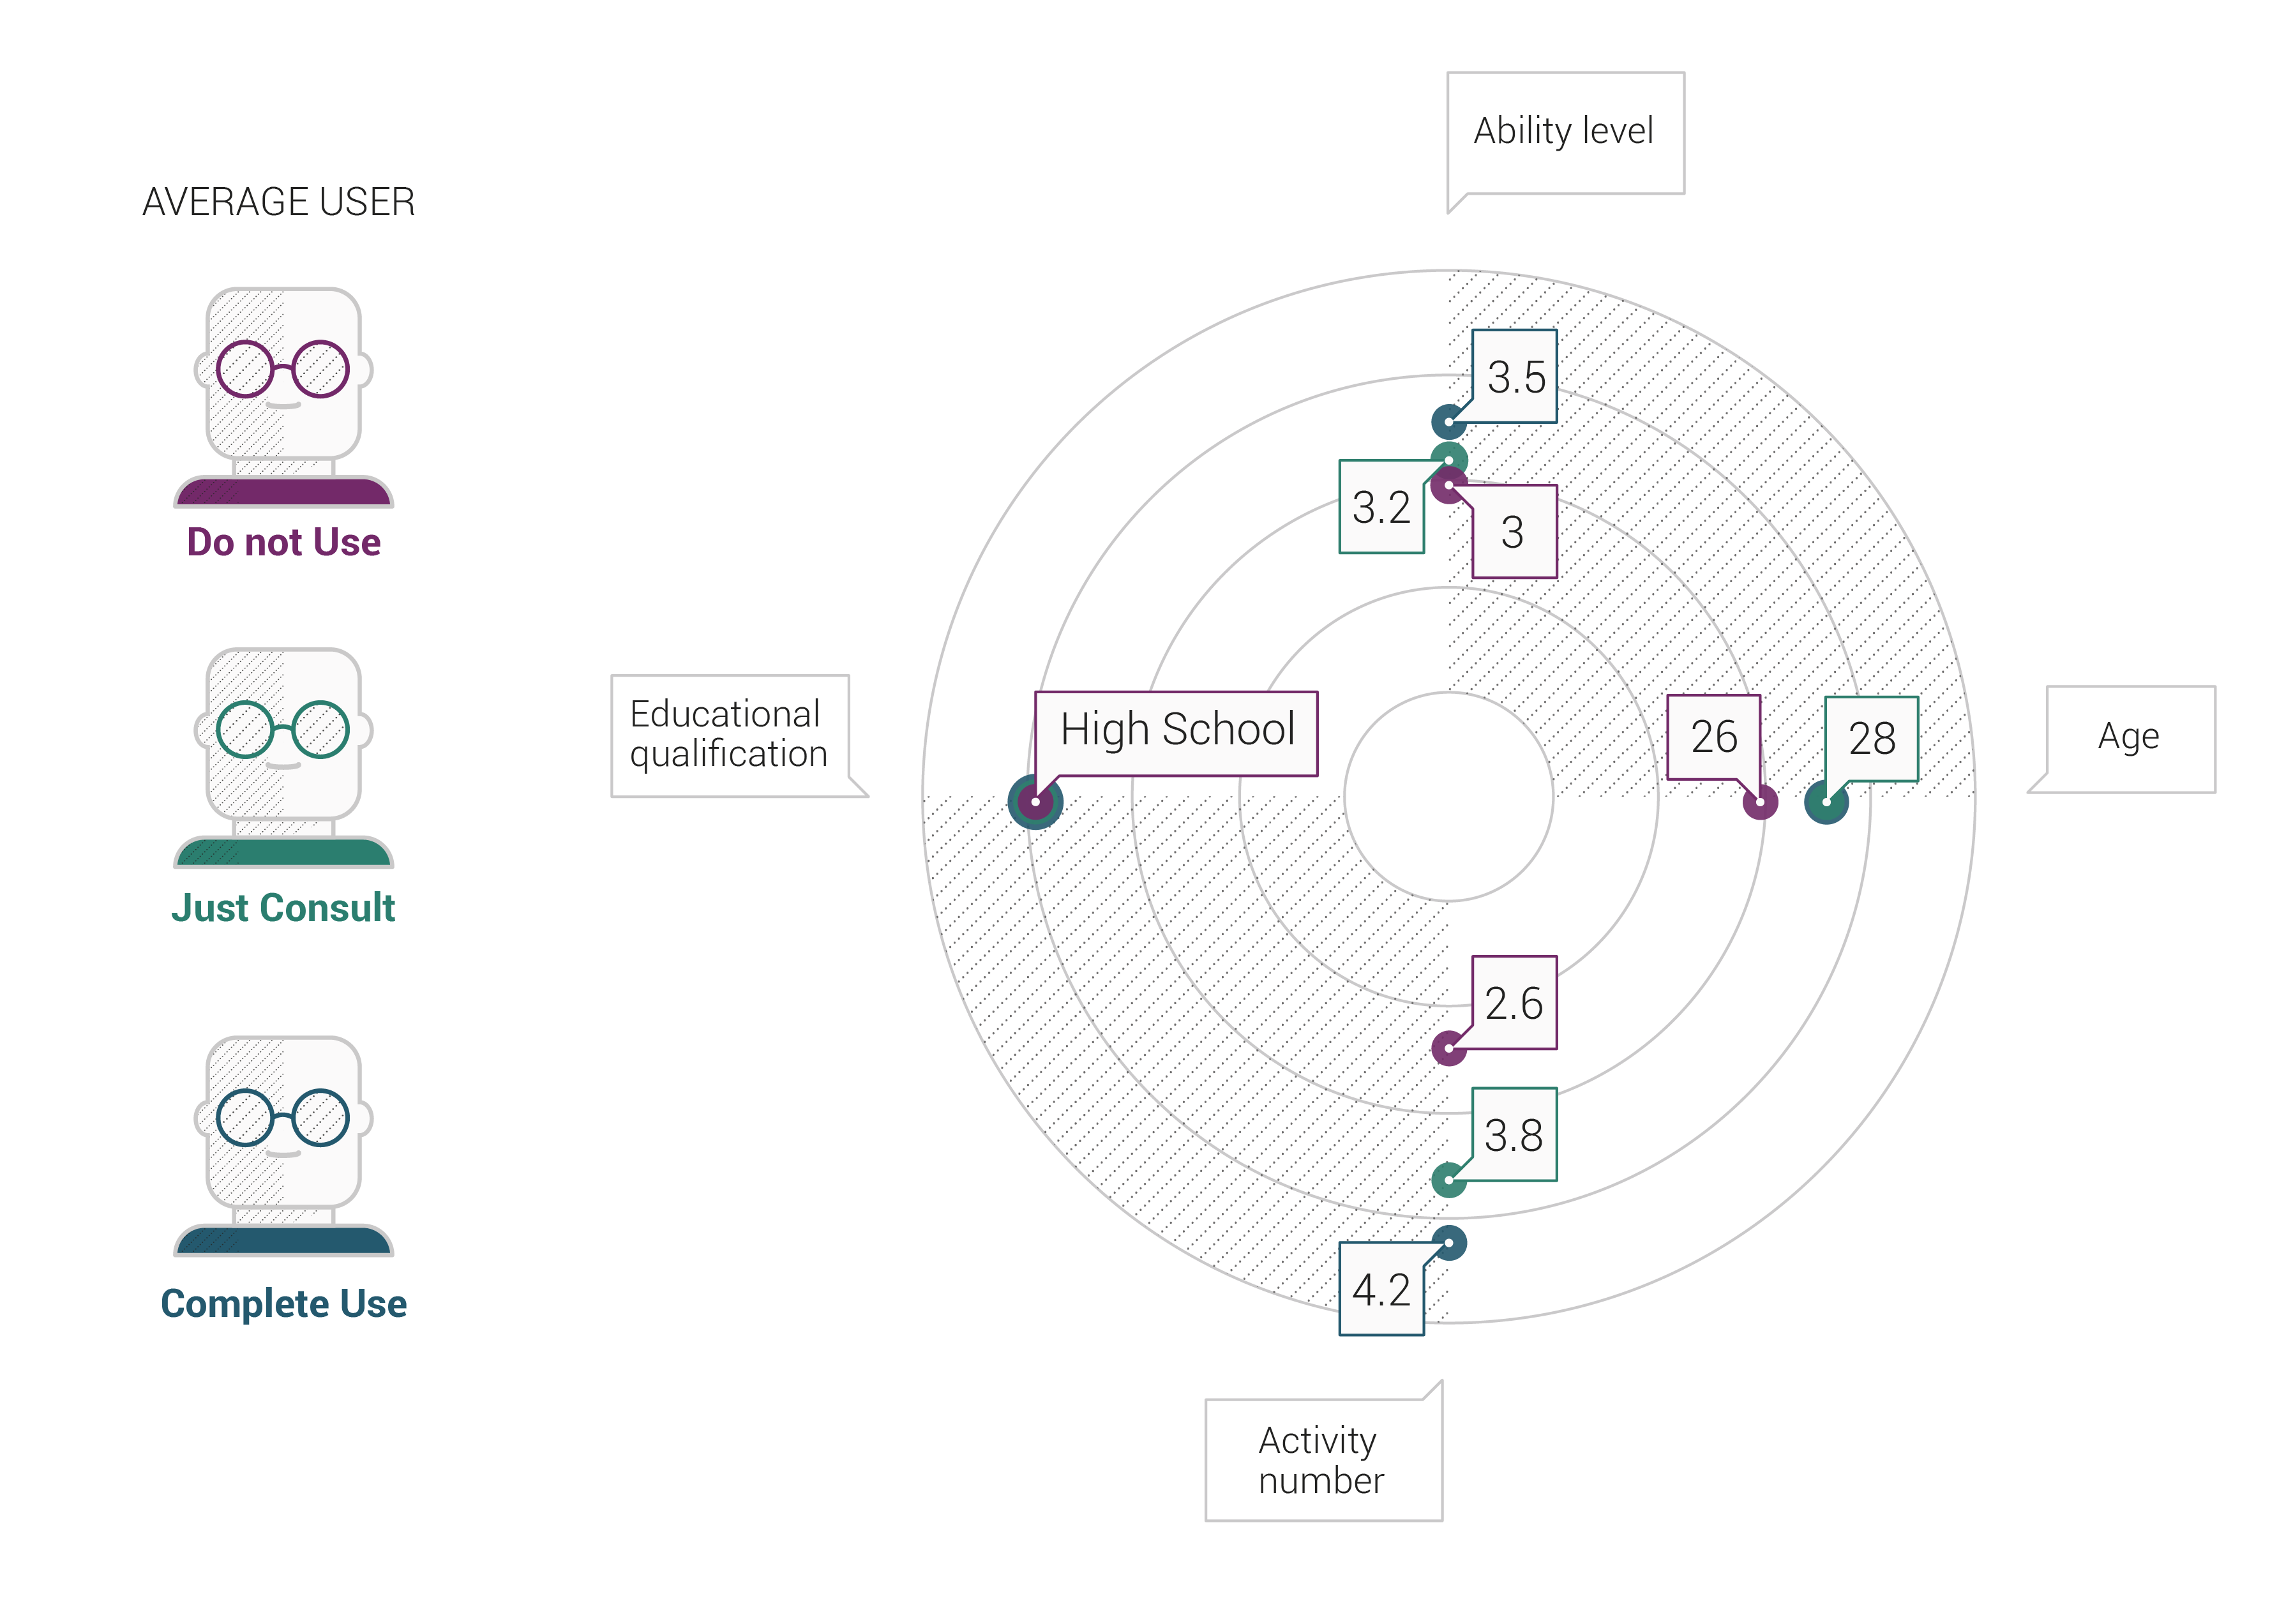 AVERAGE USER
Do not Use
Just Consult
Complete Use
Ability level
3.5
3.2
3
Educational
qualification
High School
26
28
Age
2.6
3.8
4.2
Activity
number